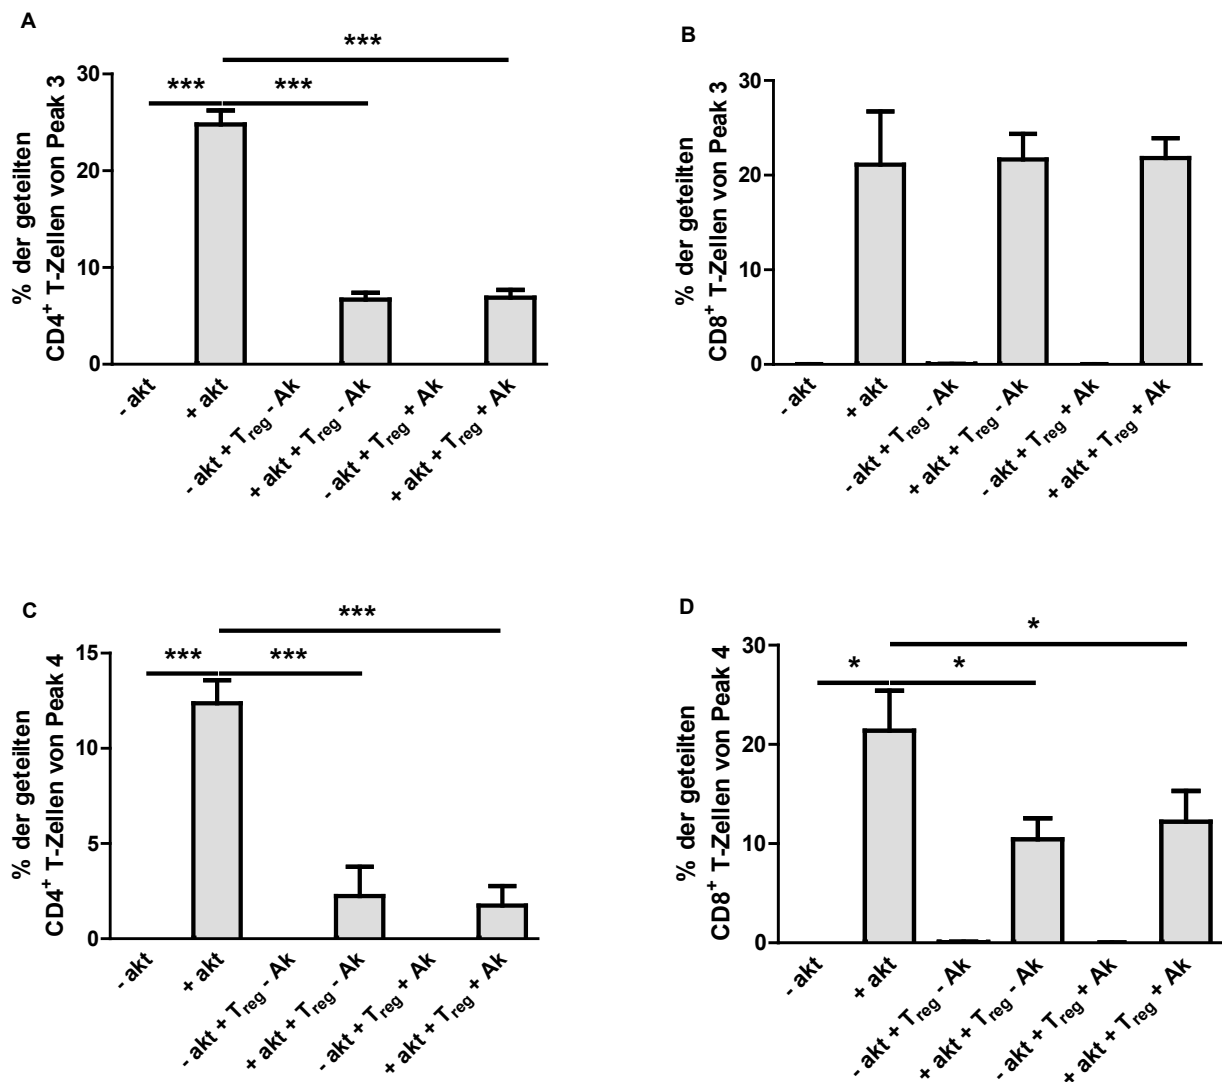 A
% der geteilten
CD4+ T-Zellen von Peak 3
30
20
10
0
***
***
***
- akt
+ akt
- akt + Treg - Ak
+ akt + Treg - Ak
- akt + Treg + Ak
+ akt + Treg + Ak
B
% der geteilten
CD8+ T-Zellen von Peak 3
30
20
10
0
- akt
+ akt
- akt + Treg - Ak
+ akt + Treg - Ak
- akt + Treg + Ak
+ akt + Treg + Ak
C
% der geteilten
CD4+ T-Zellen von Peak 4
15
10
5
0
***
***
***
- akt
+ akt
- akt + Treg - Ak
+ akt + Treg - Ak
- akt + Treg + Ak
+ akt + Treg + Ak
D
% der geteilten
CD8+ T-Zellen von Peak 4
30
20
10
0
*
*
*
- akt
+ akt
- akt + Treg - Ak
+ akt + Treg - Ak
- akt + Treg + Ak
+ akt + Treg + Ak